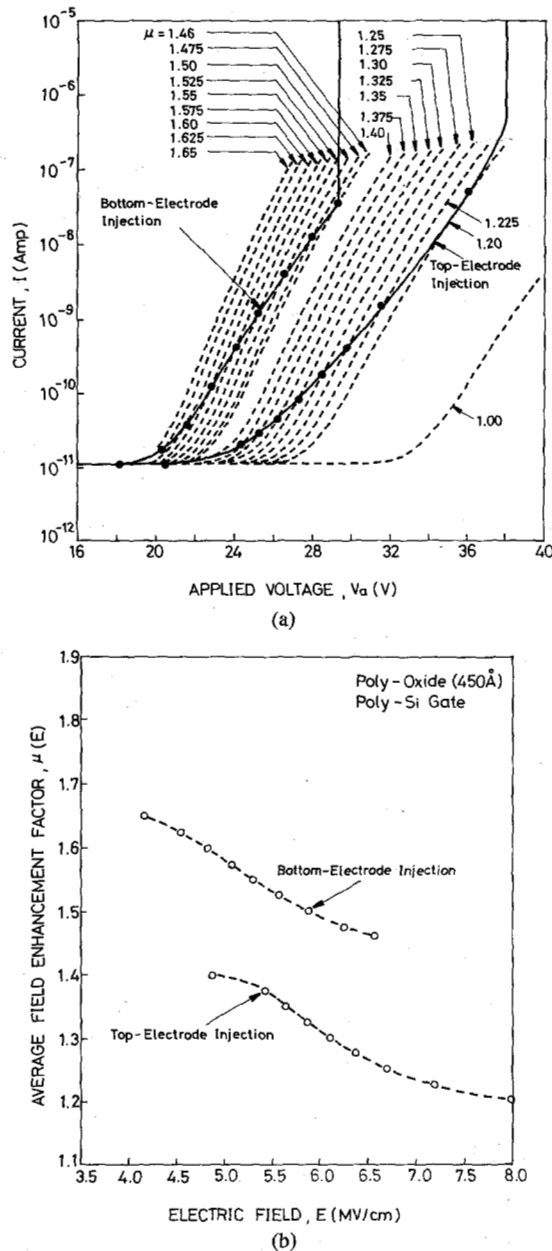 10⁻⁵
10⁻⁶
10⁻⁷
10⁻⁸
10⁻⁹
10⁻¹⁰
10⁻¹¹
10⁻¹²
CURRENT , I (Amp)
μ = 1.46
1.475
1.50
1.525
1.55
1.575
1.60
1.625
1.65
1.25
1.275
1.30
1.325
1.35
1.375
1.40
Bottom-Electrode
Injection
1.225
1.20
Top-Electrode
Injection
1.00
16 20 24 28 32 36 40
APPLIED VOLTAGE , Va (V)
(a)
1.9
1.8
1.7
1.6
1.5
1.4
1.3
1.2
1.1
AVERAGE FIELD ENHANCEMENT FACTOR , μ (E)
Poly-Oxide (450Å)
Poly-Si Gate
Bottom-Electrode Injection
Top-Electrode Injection
3.5 4.0 4.5 5.0 5.5 6.0 6.5 7.0 7.5 8.0
ELECTRIC FIELD , E (MV/cm)
(b)